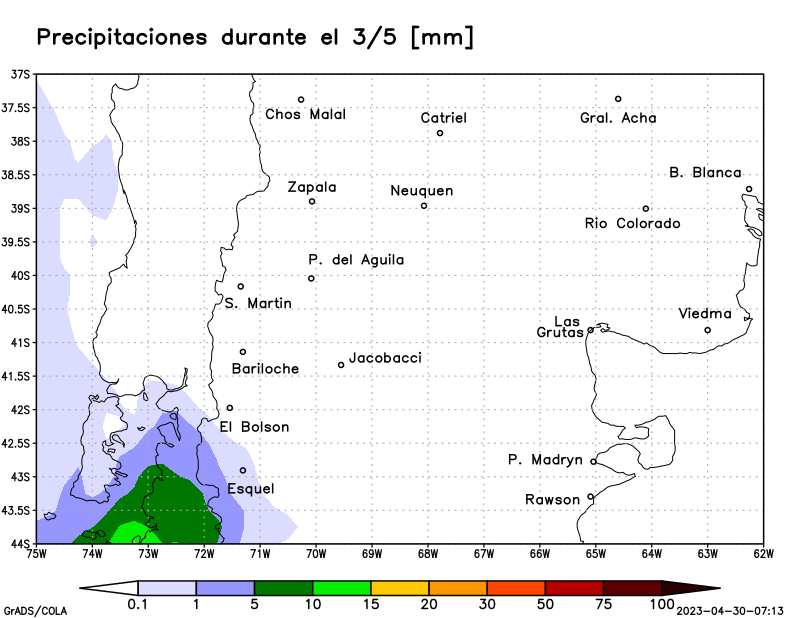 Precipitaciones durante el 3/5 [mm]
37S
Chos Malal
Gral. Acha
37.5S
Catriel
38S
B. Blanca
38.5S
Zapala
Neuquen
39S
Rio Colorado
39.5S
P. del Aguila
40S
S. Martin
40.5S
Viedma
Las
Grutas
41S
Jacobacci
Bariloche
41.5S
42S
El Bolson
42.5S
P. Madryn
43S
Esquel
Rawson
43.5S
44S
75W 74W 73W 72W 71W 70W 69W 68W 67W 66W 65W 64W 63W 62W
0.1 1 5 10 15 20 30 50 75 100
GrADS/COLA
2023-04-30-07:13